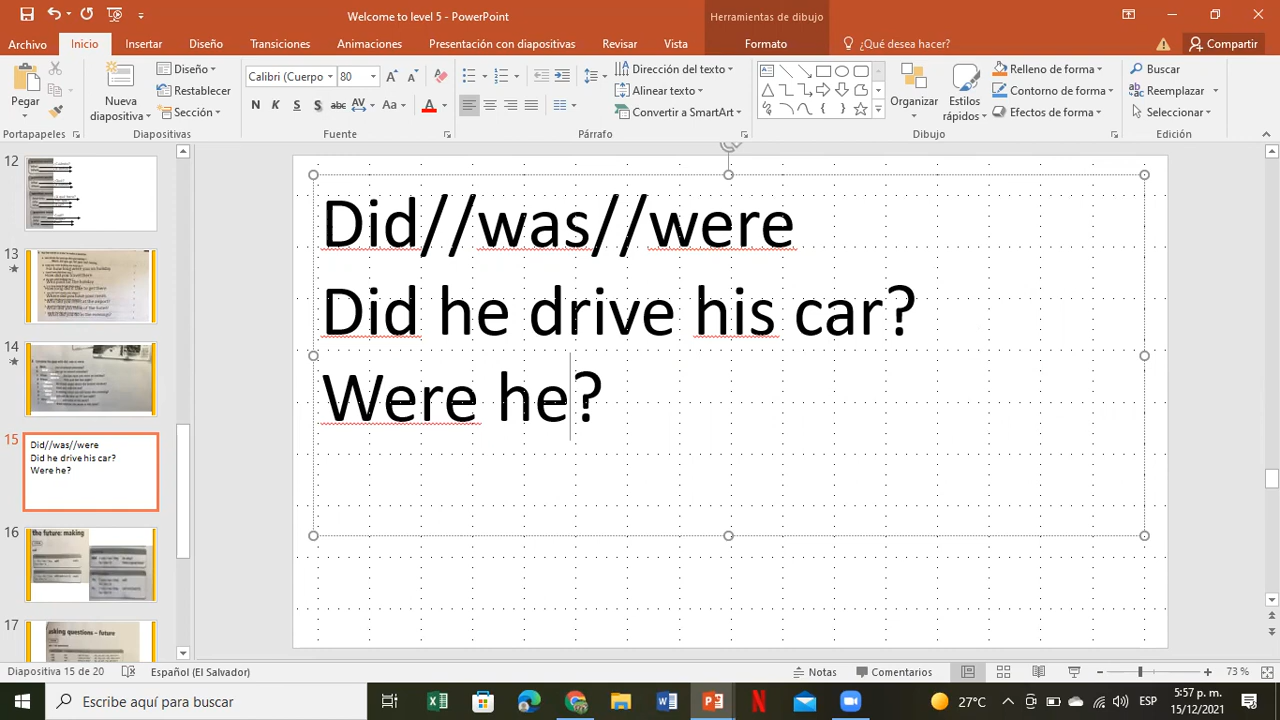 Welcome to level 5 - PowerPoint
Herramientas de dibujo
Archivo Inicio Insertar Diseño Transiciones Animaciones Presentación con diapositivas Revisar Vista Formato ¿Qué desea hacer? Compartir
Pegar
Nueva diapositiva
Diseño
Restablecer
Sección
Calibri (Cuerpo 80
N K S S abc AV Aa A
Dirección del texto
Alinear texto
Convertir a SmartArt
Organizar
Estilos rápidos
Relleno de forma
Contorno de forma
Efectos de forma
Buscar
Reemplazar
Seleccionar
Portapapeles Diapositivas Fuente Párrafo Dibujo Edición
12
13
14
15
Did//was//were
Did he drive his car?
Were he?
16
the future: making
17
asking questions – future
Did//was//were
Did he drive his car?
Were he?
Diapositiva 15 de 20 Español (El Salvador) Notas Comentarios 73 %
Escribe aquí para buscar
27°C ESP
5:57 p. m.
15/12/2021